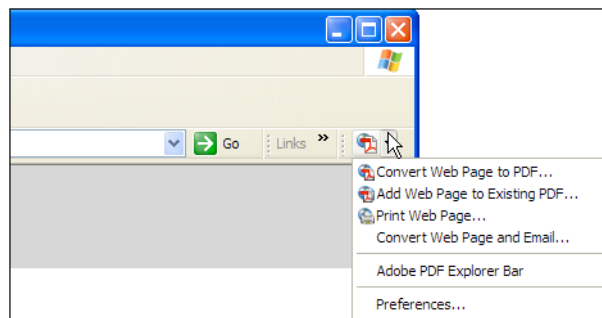 Go
Links »
Convert Web Page to PDF...
Add Web Page to Existing PDF...
Print Web Page...
Convert Web Page and Email...
Adobe PDF Explorer Bar
Preferences...